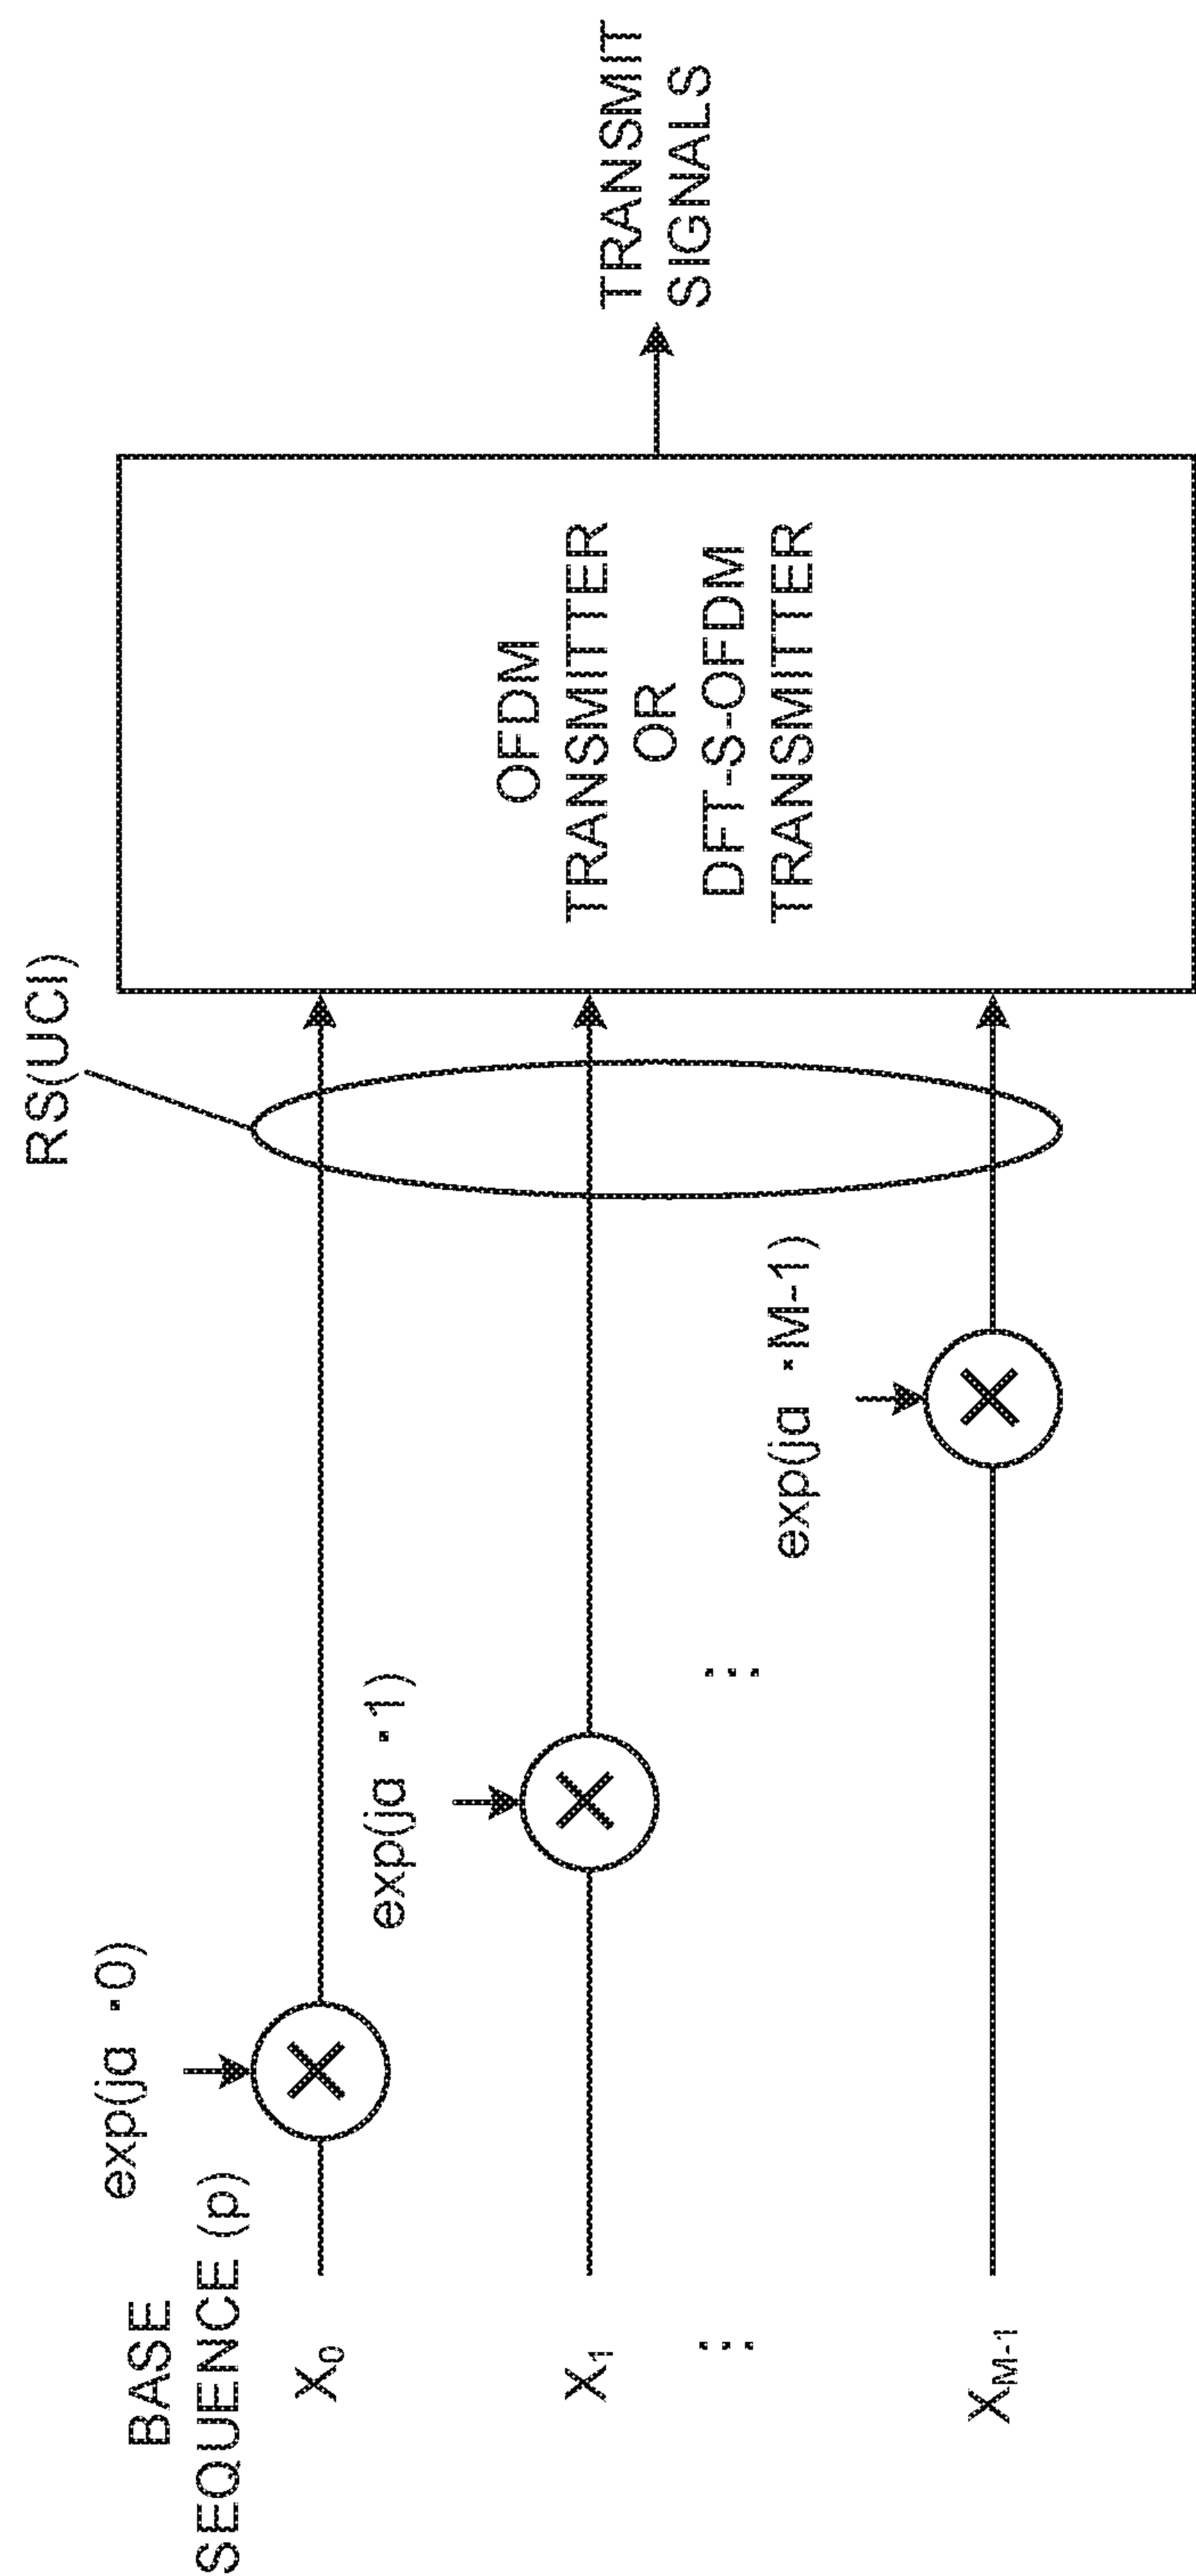 BASE
SEQUENCE (p)
X0
X1
⋮
XM-1
exp(jα ·0)
exp(jα ·1)
⋮
exp(jα ·M-1)
RS(UCI)
OFDM
TRANSMITTER
OR
DFT-S-OFDM
TRANSMITTER
TRANSMIT
SIGNALS